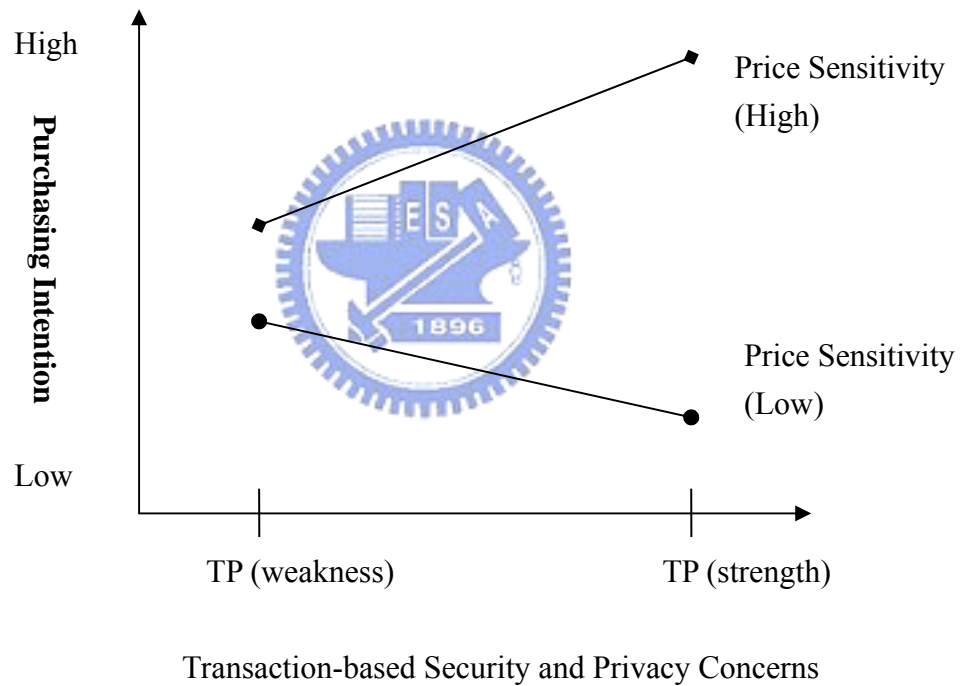 High
Purchasing Intention
Low
Price Sensitivity
(High)
E S A
1896
Price Sensitivity
(Low)
TP (weakness)
TP (strength)
Transaction-based Security and Privacy Concerns